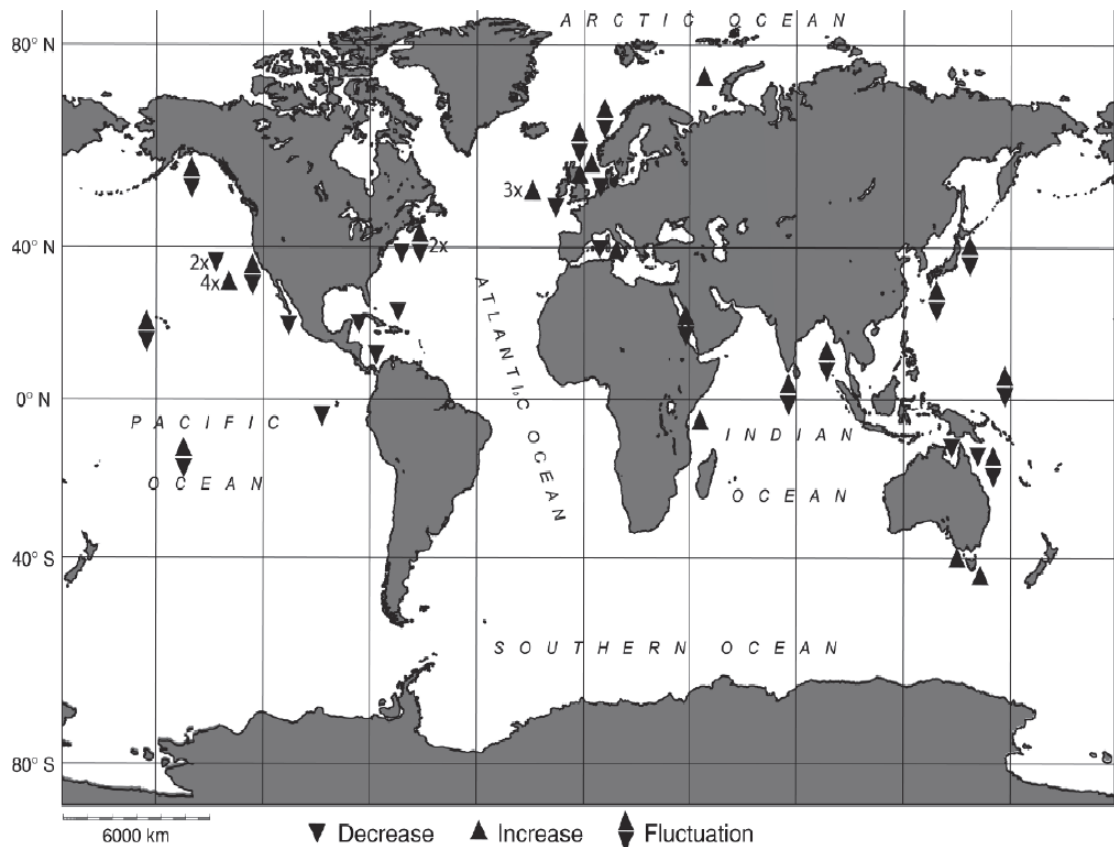 ARCTIC OCEAN
80° N
3x
40° N
2x
2x
4x
ATLANTIC OCEAN
0° N
PACIFIC
OCEAN
INDIAN
OCEAN
40° S
SOUTHERN OCEAN
80° S
6000 km
Decrease
Increase
Fluctuation